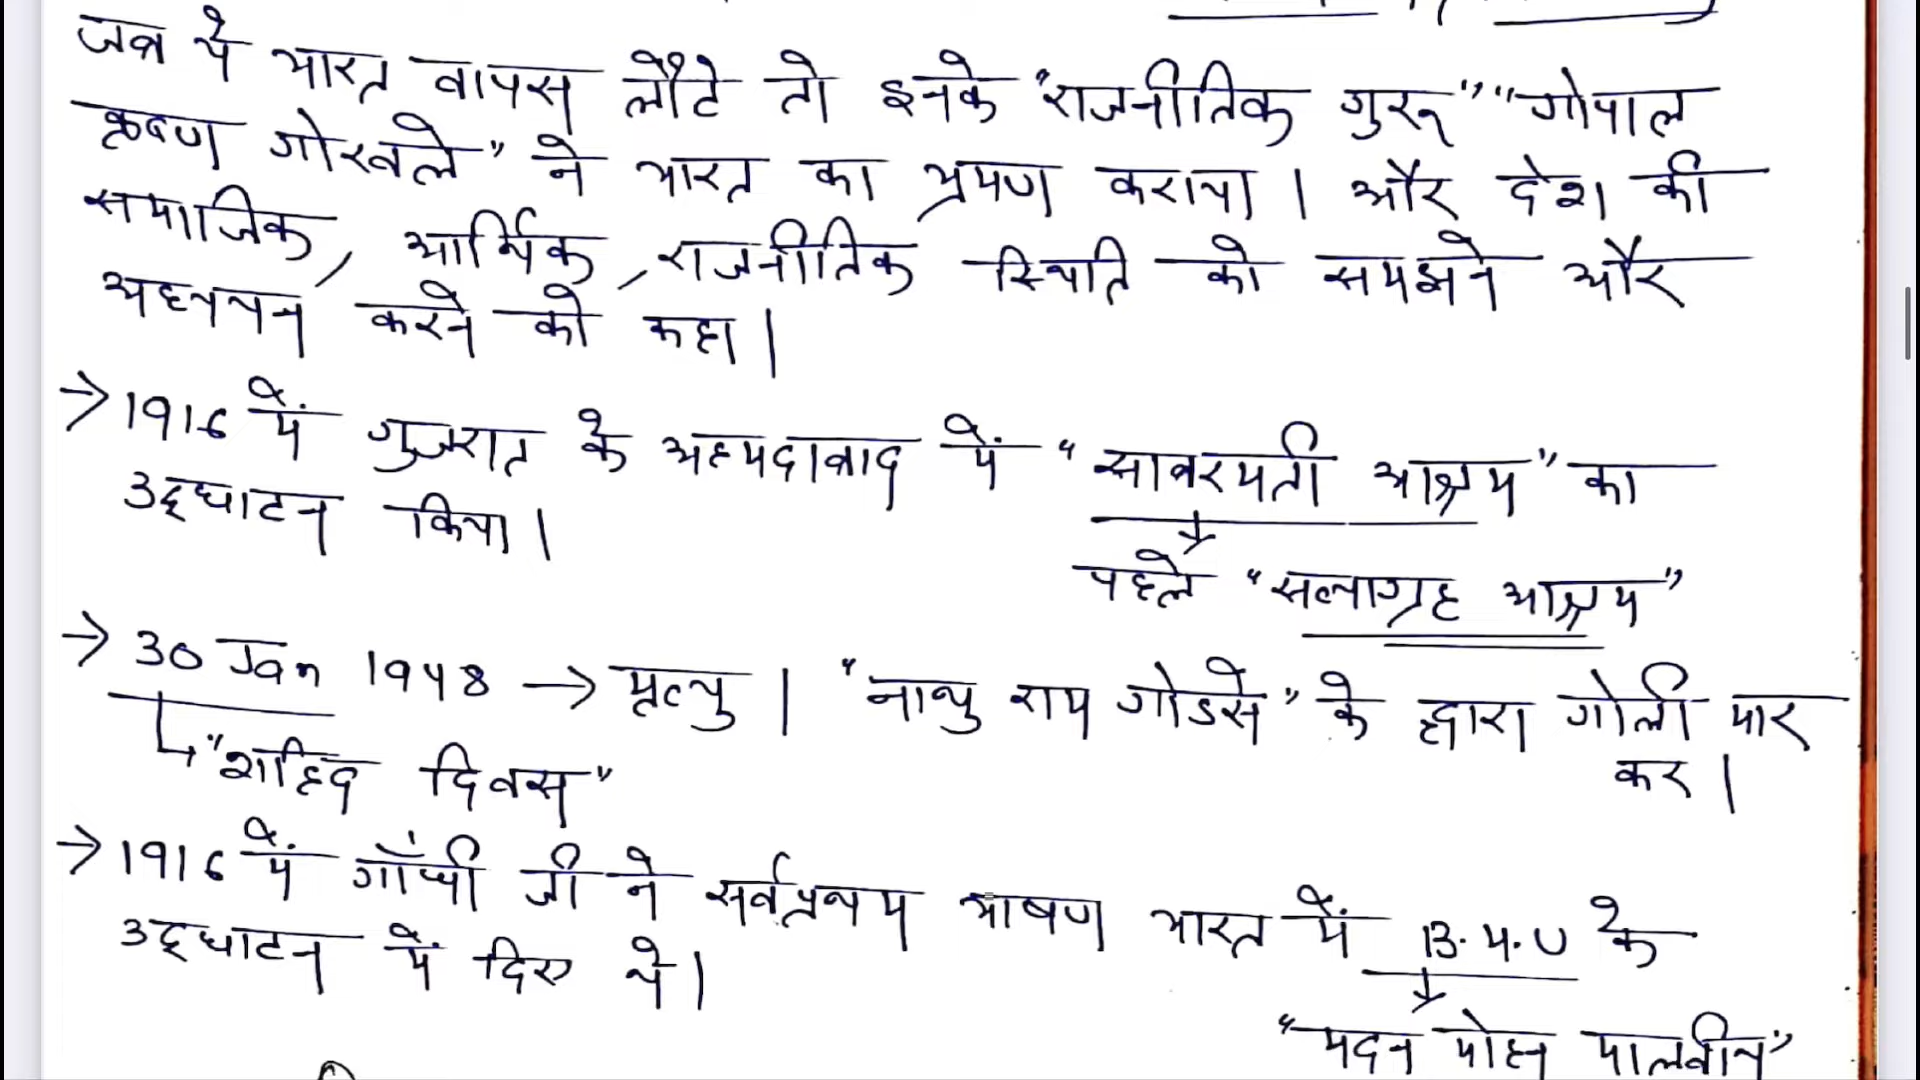 जब ये भारत वापस लौटे तो इनके "राजनीतिक गुरू" "गोपाल
कृष्ण गोखले" ने भारत का भ्रमण कराया। और देश की
समाजिक, आर्थिक, राजनीतिक स्थिति को समझने और
अध्ययन करने को कहा।
→ 1916 में गुजरात के अहमदाबाद में "साबरमती आश्रम" का
उद्घाटन किया।
पहले "सत्याग्रह आश्रम"
→ 30 Jan 1948 → मृत्यु। "नाथु राम गोडसे" के द्वारा गोली मार
कर।
"शहिद दिवस"
→ 1916 में गाँधी जी ने सर्वप्रथम भाषण भारत में B.H.U के
उद्घाटन में दिए थे।
"मदन मोहन मालवीय"